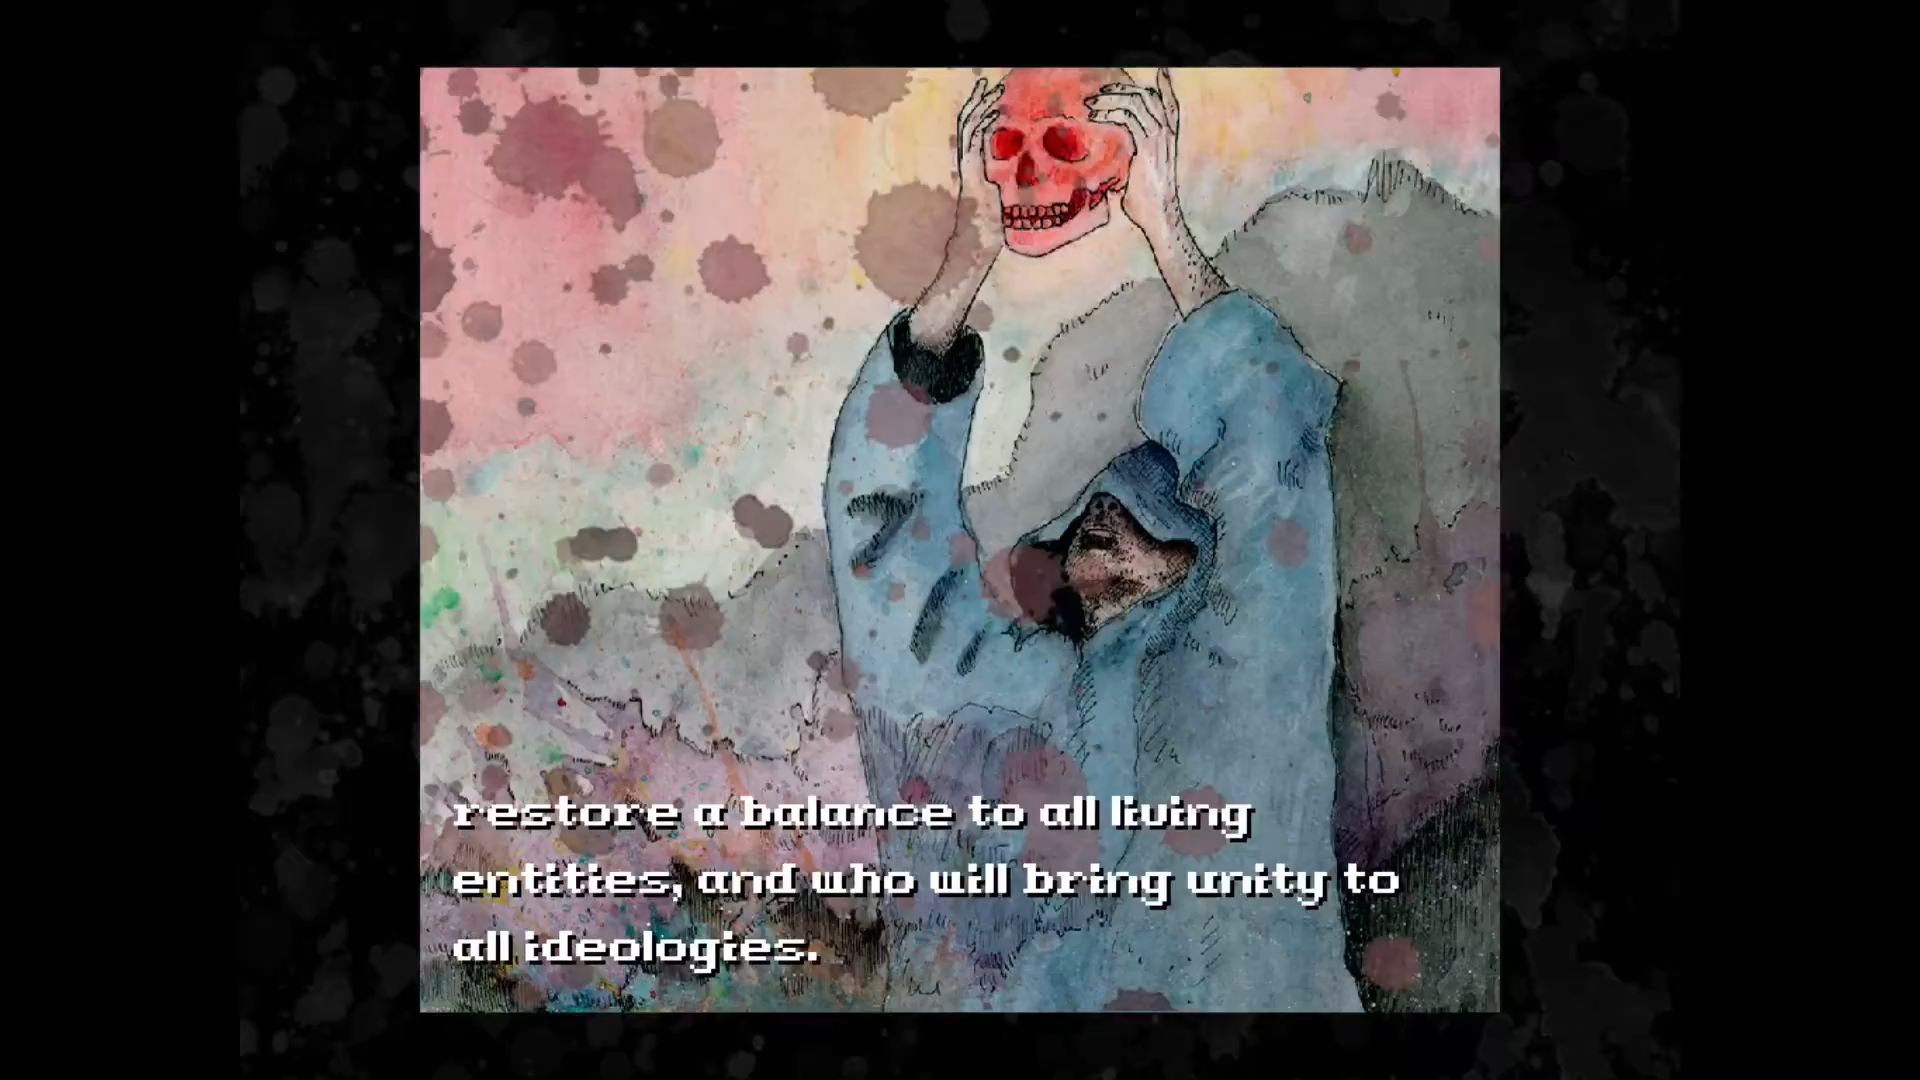 restore a balance to all living
entities, and who will bring unity to
all ideologies.